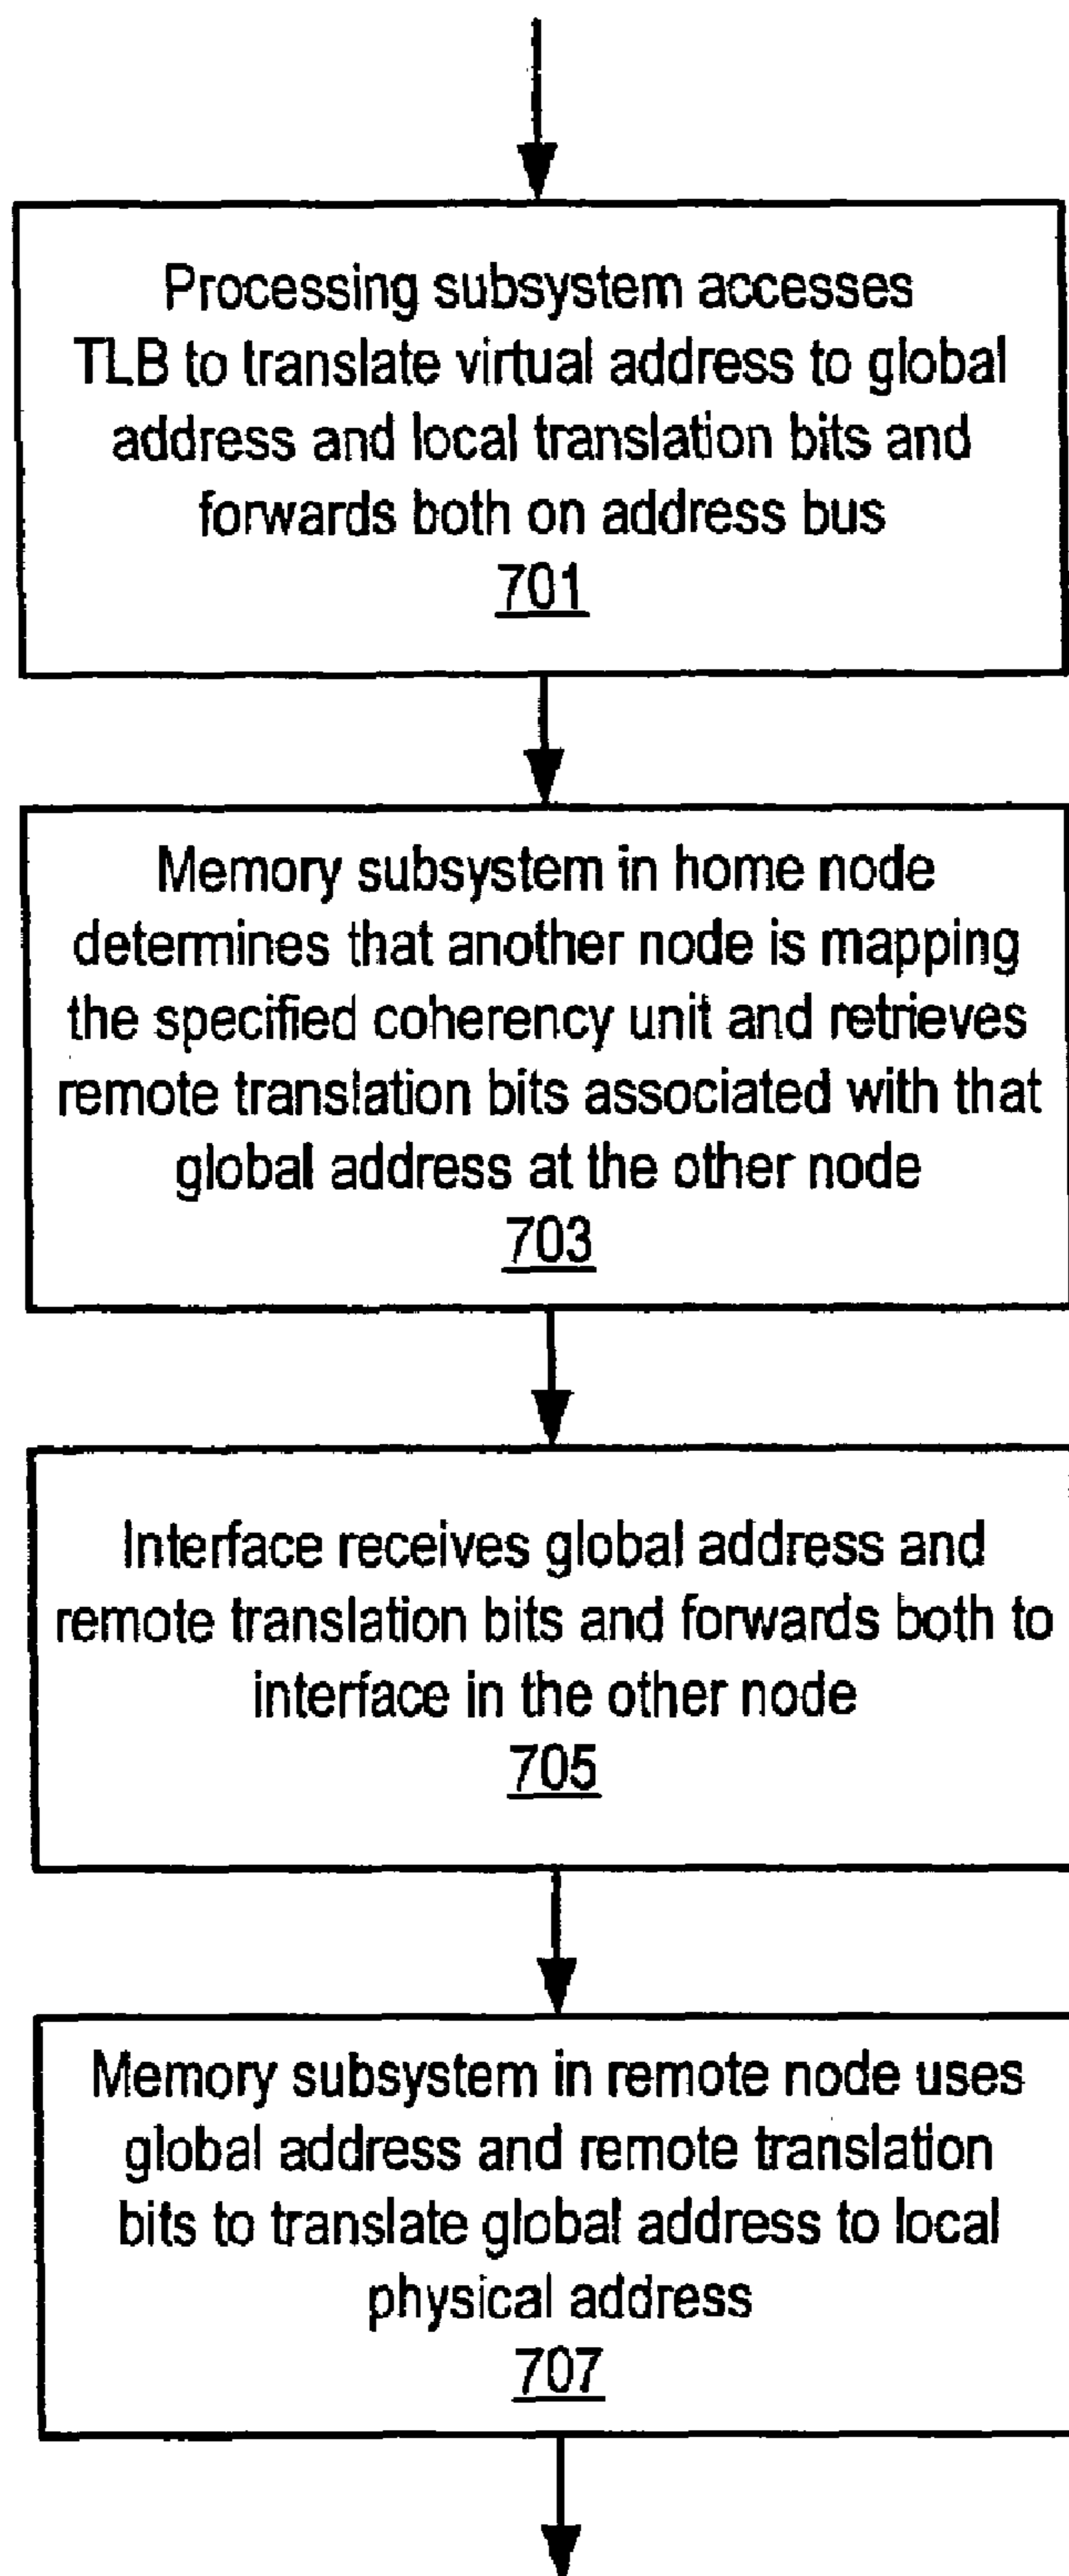 Processing subsystem accesses
TLB to translate virtual address to global
address and local translation bits and
forwards both on address bus
701
Memory subsystem in home node
determines that another node is mapping
the specified coherency unit and retrieves
remote translation bits associated with that
global address at the other node
703
Interface receives global address and
remote translation bits and forwards both to
interface in the other node
705
Memory subsystem in remote node uses
global address and remote translation
bits to translate global address to local
physical address
707